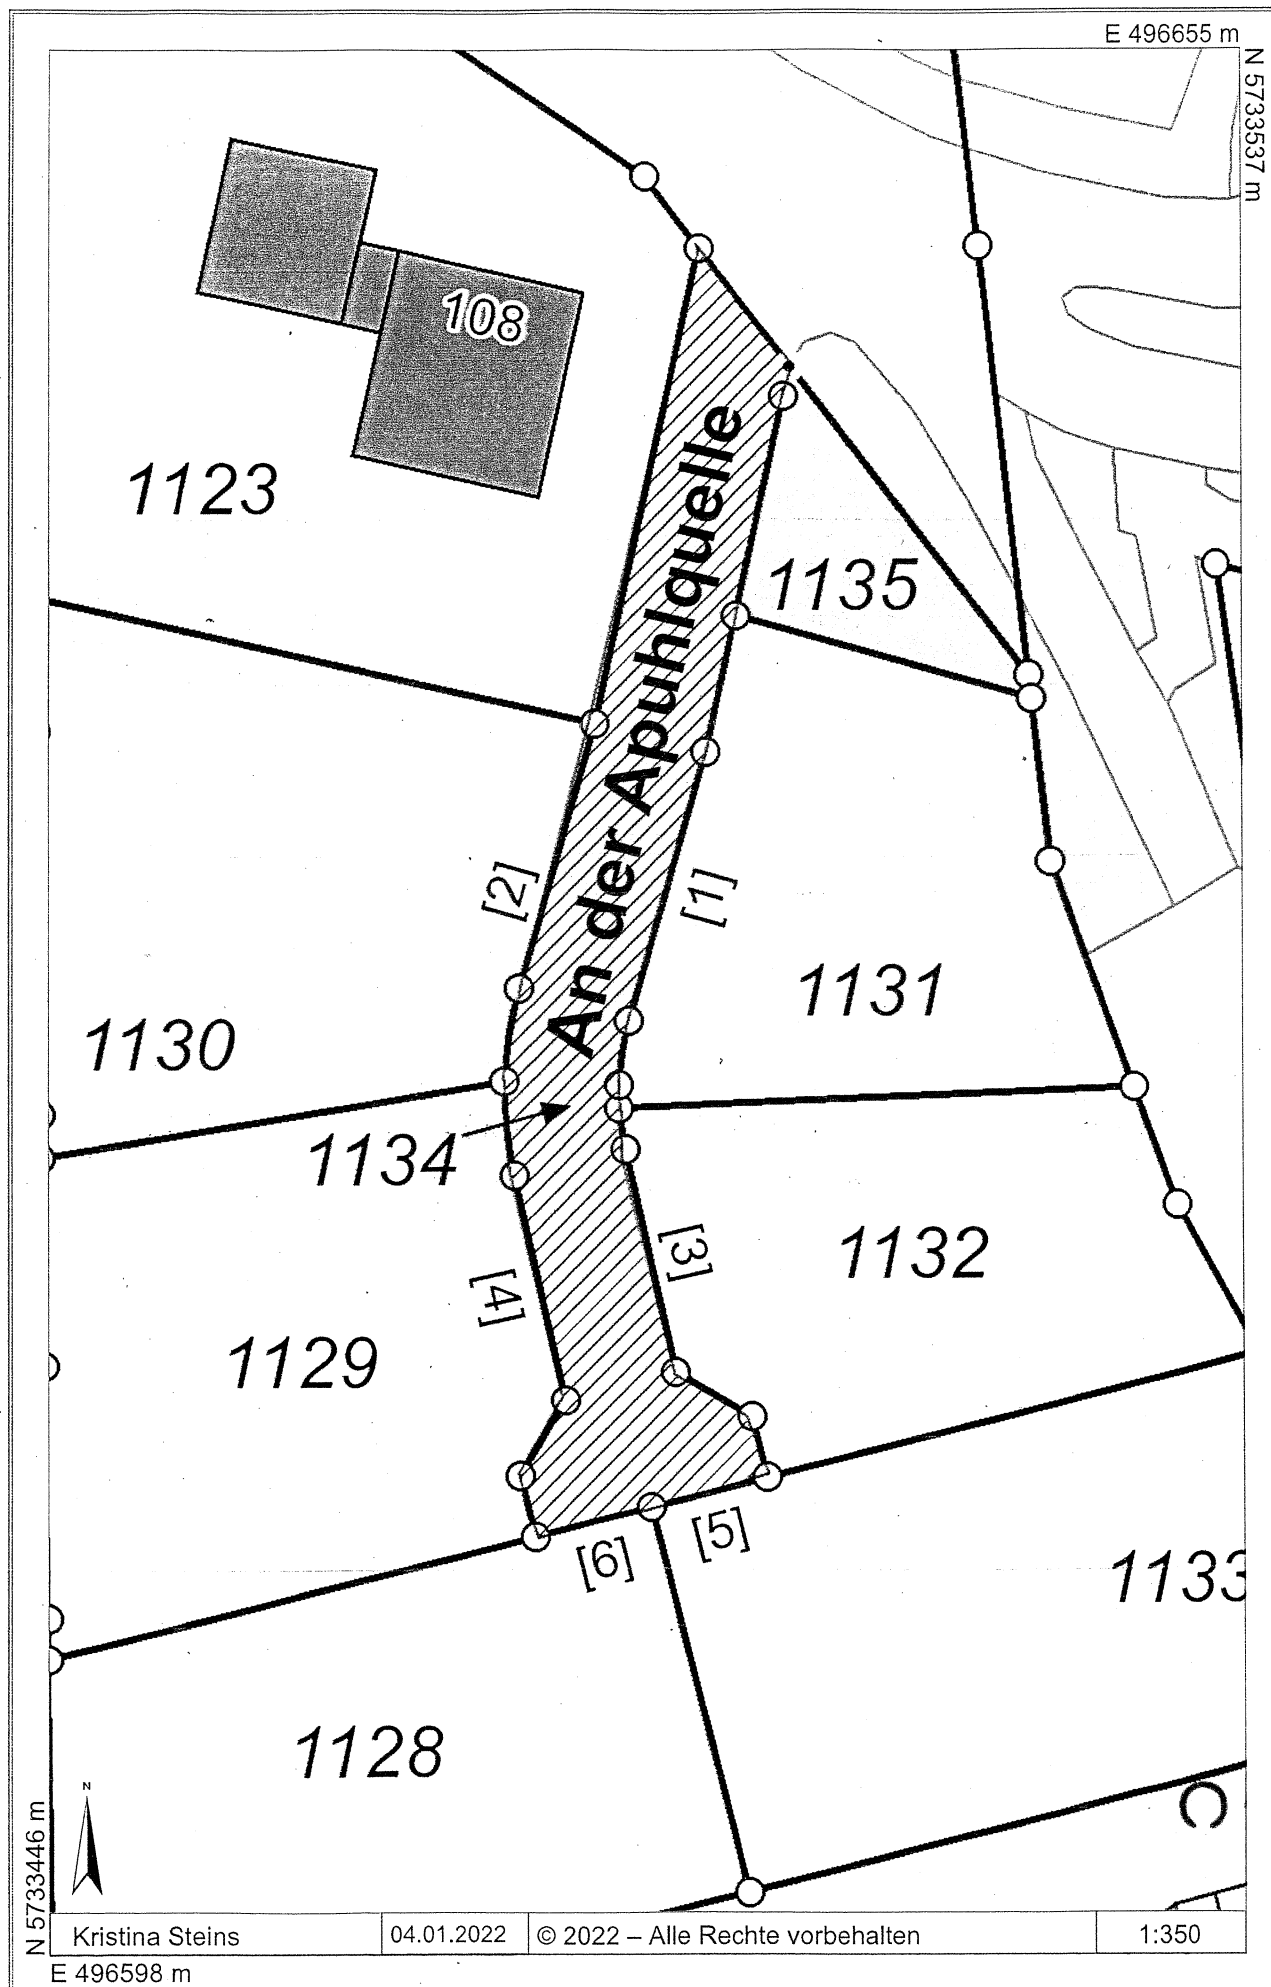 E 496655 m
N 5733537 m
108
1123
1135
An der Apuhlquelle
[2]
[1]
1131
1130
1134
[3]
1132
[4]
1129
[5]
[6]
1133
1128
C
N
N 5733446 m
Kristina Steins
04.01.2022
© 2022 – Alle Rechte vorbehalten
1:350
E 496598 m